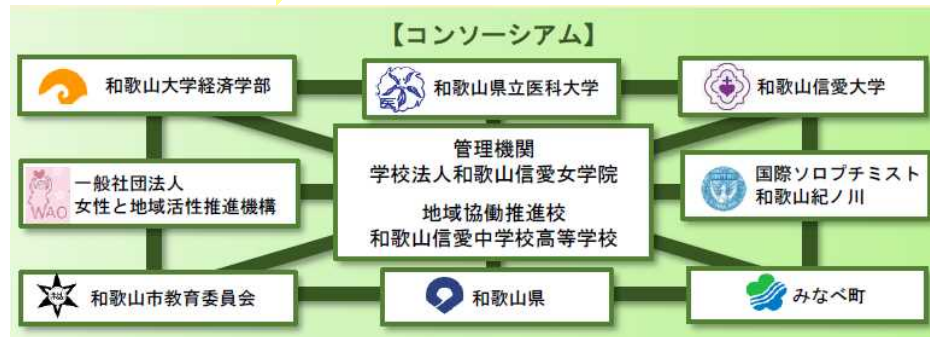 【コンソーシアム】
和歌山大学経済学部
医
和歌山県立医科大学
和歌山信愛大学
管理機関
学校法人和歌山信愛女学院
地域協働推進校
和歌山信愛中学校高等学校
WAO
一般社団法人
女性と地域活性推進機構
国際ソロプチミスト
和歌山紀ノ川
和歌山市教育委員会
和歌山県
みなべ町